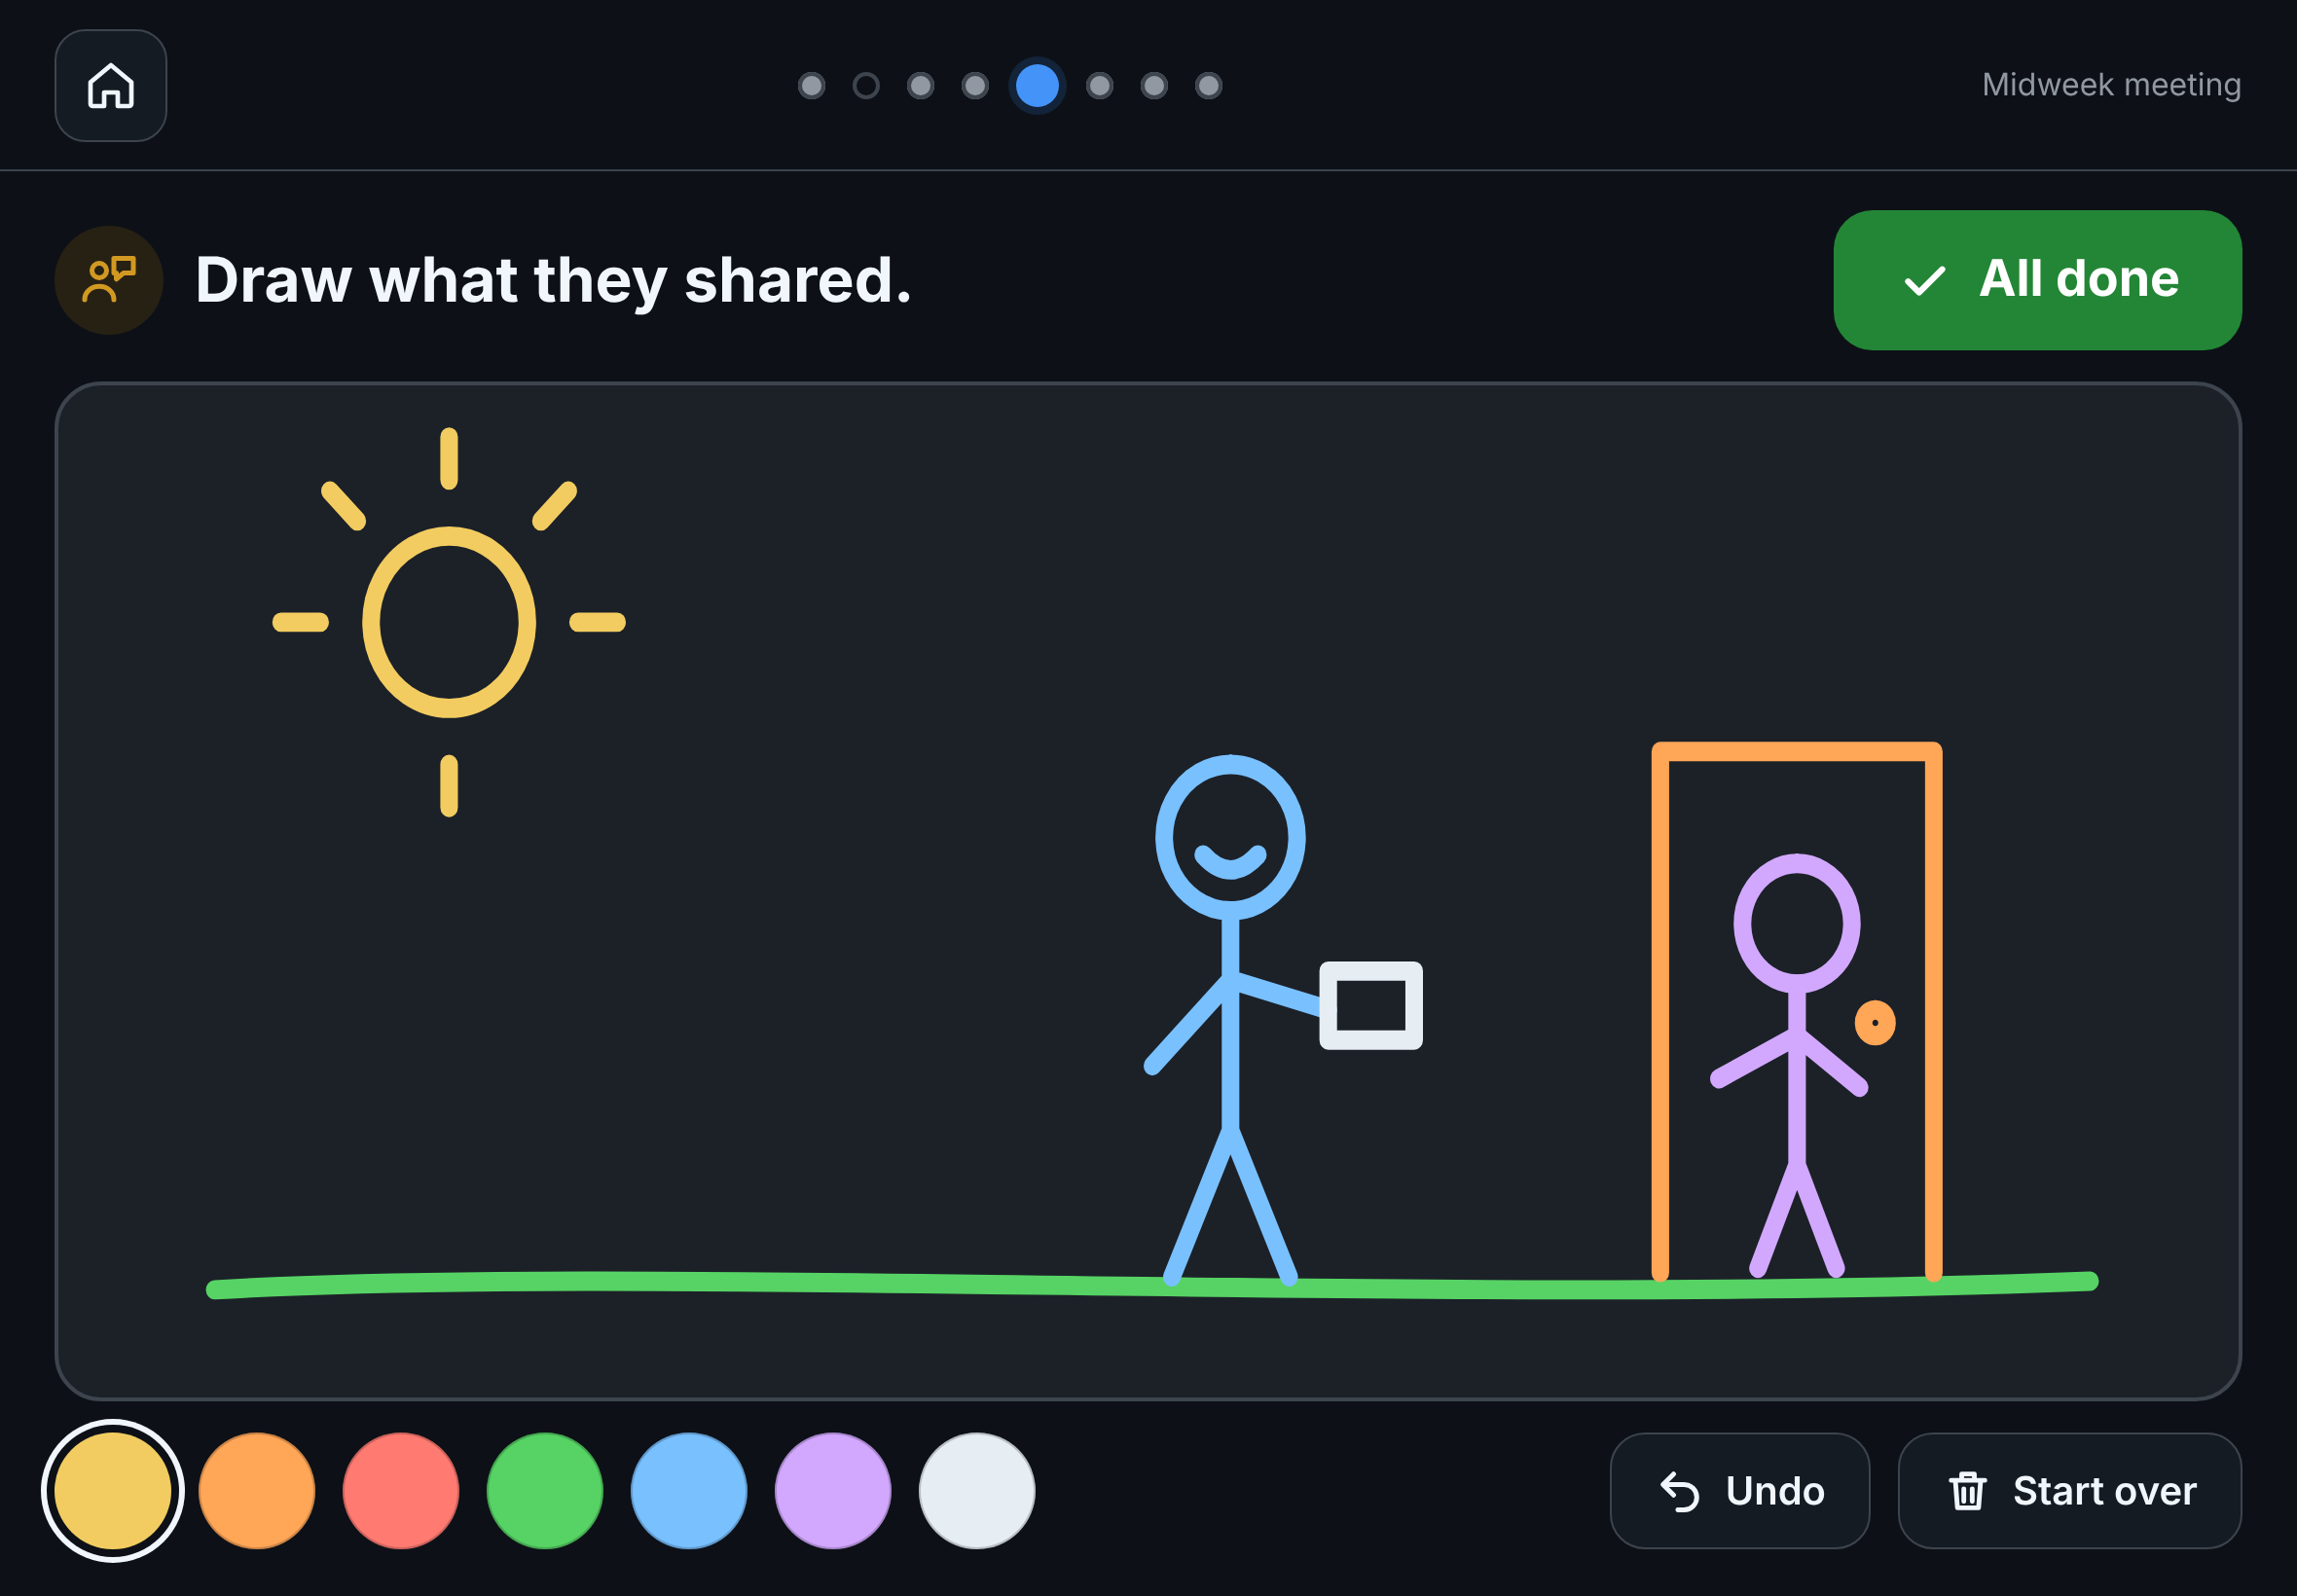 Midweek meeting
Draw what they shared.
All done
Undo
Start over